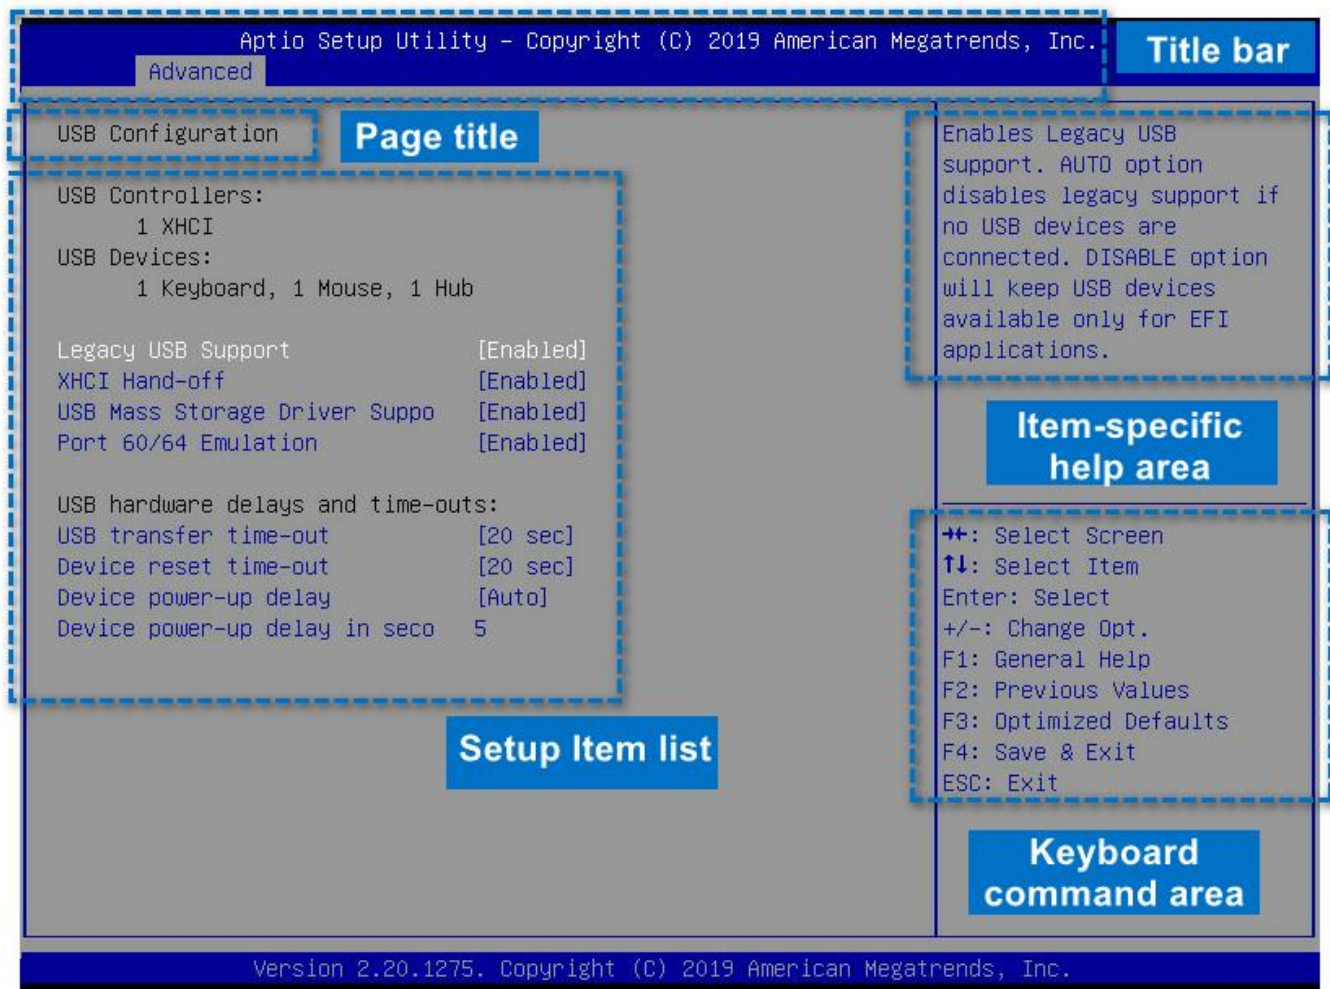 Aptio Setup Utility – Copyright (C) 2019 American Megatrends, Inc.
Title bar
Advanced
USB Configuration
Page title
USB Controllers:
1 XHCI
USB Devices:
1 Keyboard, 1 Mouse, 1 Hub
Legacy USB Support [Enabled]
XHCI Hand-off [Enabled]
USB Mass Storage Driver Suppo [Enabled]
Port 60/64 Emulation [Enabled]
USB hardware delays and time-outs:
USB transfer time-out [20 sec]
Device reset time-out [20 sec]
Device power-up delay [Auto]
Device power-up delay in seco 5
Setup Item list
Enables Legacy USB
support. AUTO option
disables legacy support if
no USB devices are
connected. DISABLE option
will keep USB devices
available only for EFI
applications.
Item-specific
help area
→←: Select Screen
↑↓: Select Item
Enter: Select
+/-: Change Opt.
F1: General Help
F2: Previous Values
F3: Optimized Defaults
F4: Save & Exit
ESC: Exit
Keyboard
command area
Version 2.20.1275. Copyright (C) 2019 American Megatrends, Inc.